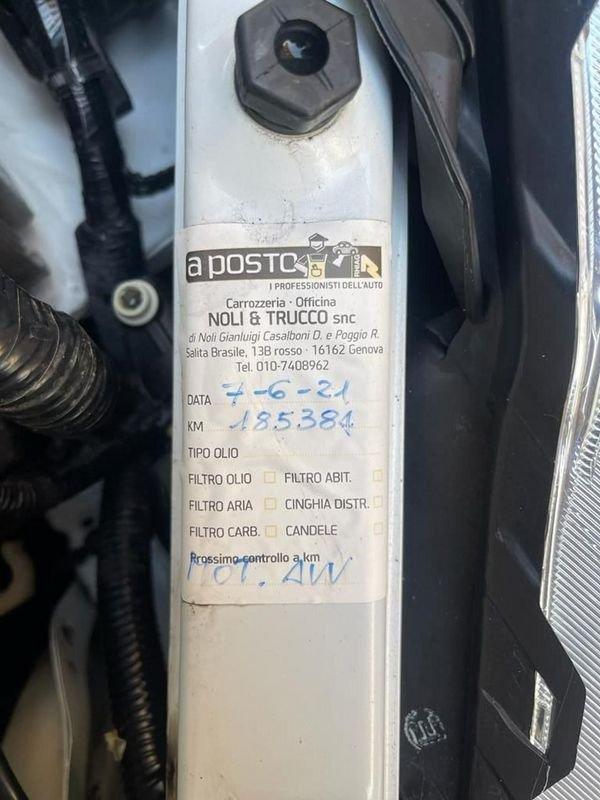 a posto
RHIAG
I PROFESSIONISTI DELL'AUTO
Carrozzeria · Officina
NOLI & TRUCCO snc
di Noli Gianluigi Casalboni D. e Poggio R.
Salita Brasile, 13B rosso · 16162 Genova
Tel. 010-7408962
DATA 7-6-21
KM 185381
TIPO OLIO
FILTRO OLIO FILTRO ABIT.
FILTRO ARIA CINGHIA DISTR.
FILTRO CARB. CANDELE
Prossimo controllo a km
MOT. AVV